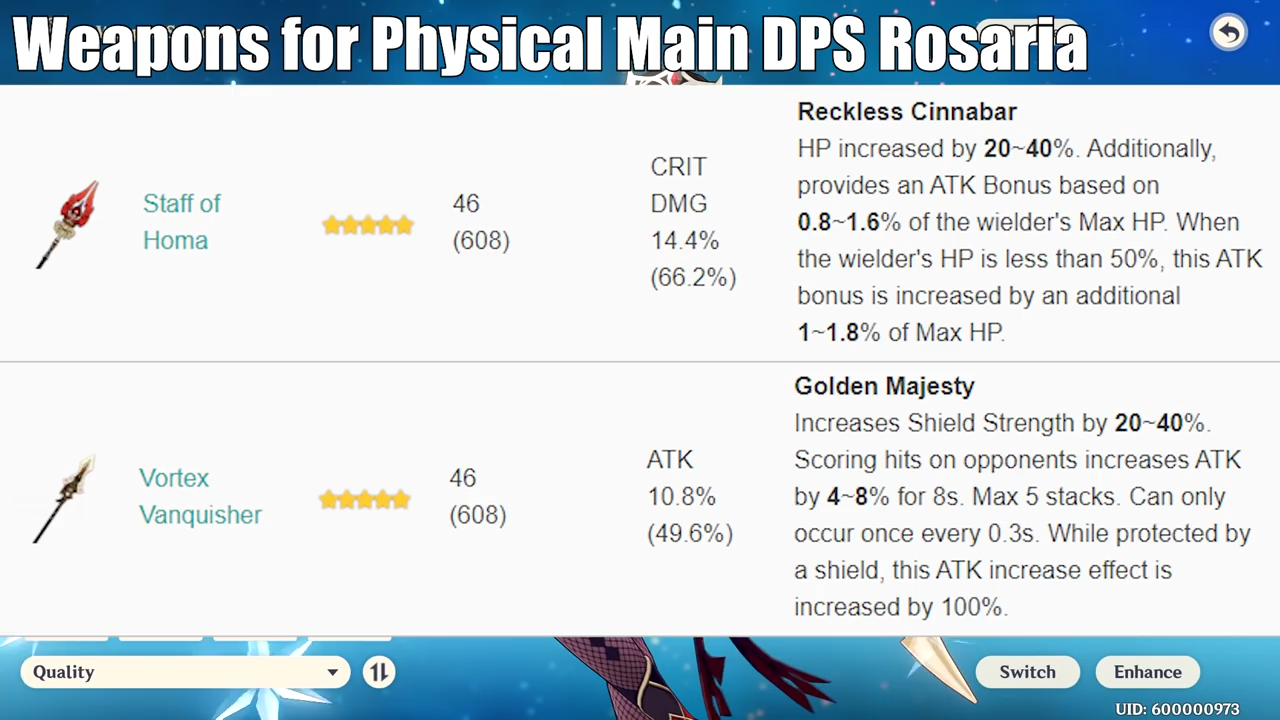 Weapons for Physical Main DPS Rosaria
Staff of
Homa
46
(608)
CRIT
DMG
14.4%
(66.2%)
Reckless Cinnabar
HP increased by 20~40%. Additionally,
provides an ATK Bonus based on
0.8~1.6% of the wielder's Max HP. When
the wielder's HP is less than 50%, this ATK
bonus is increased by an additional
1~1.8% of Max HP.
Vortex
Vanquisher
46
(608)
ATK
10.8%
(49.6%)
Golden Majesty
Increases Shield Strength by 20~40%.
Scoring hits on opponents increases ATK
by 4~8% for 8s. Max 5 stacks. Can only
occur once every 0.3s. While protected by
a shield, this ATK increase effect is
increased by 100%.
Quality
Switch
Enhance
UID: 600000973